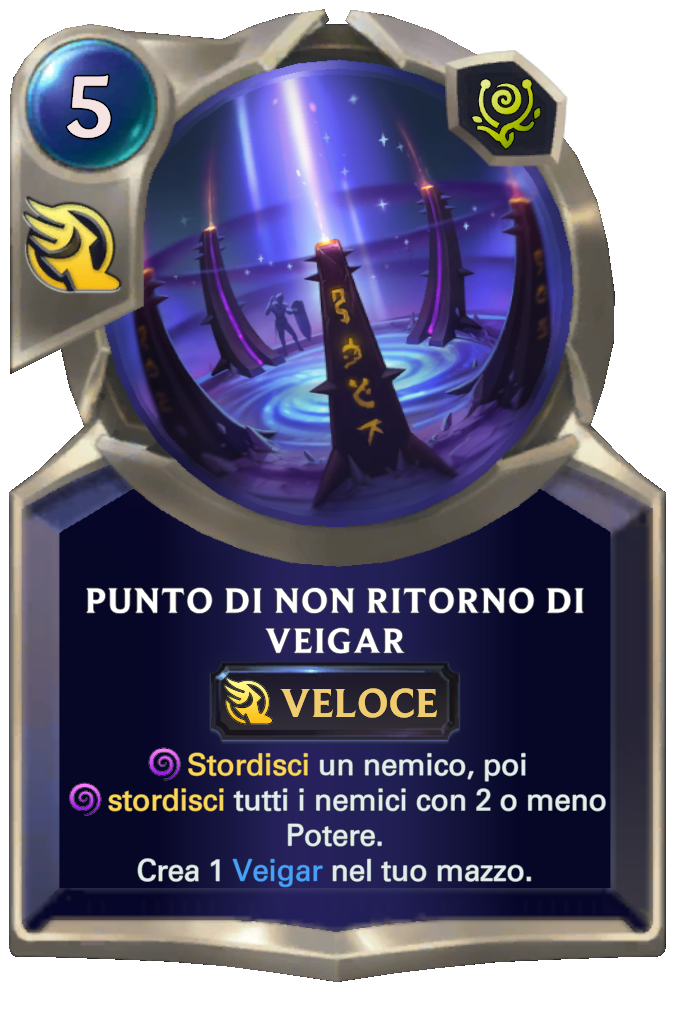 5
PUNTO DI NON RITORNO DI
VEIGAR
VELOCE
Stordisci un nemico, poi
stordisci tutti i nemici con 2 o meno
Potere.
Crea 1 Veigar nel tuo mazzo.